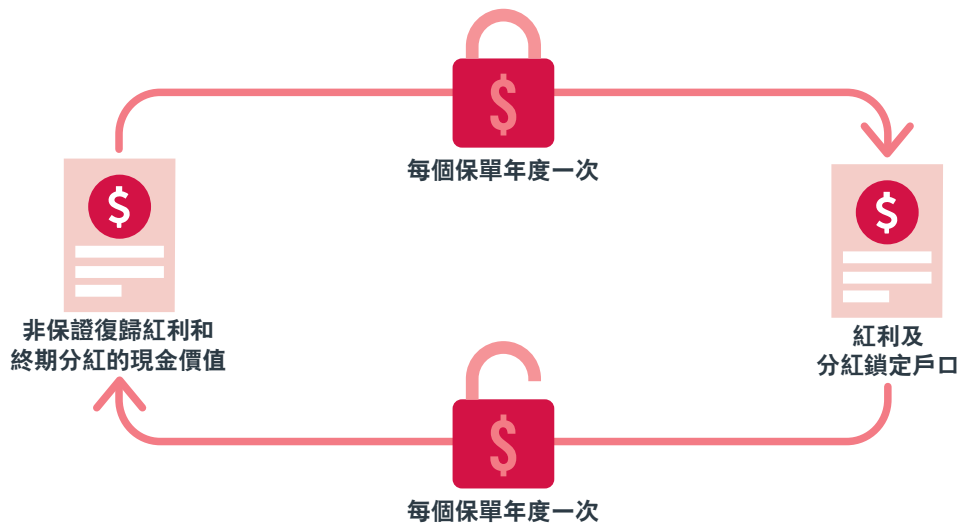 $
每個保單年度一次
$
$
非保證復歸紅利和
終期分紅的現金價值
紅利及
分紅鎖定戶口
$
每個保單年度一次